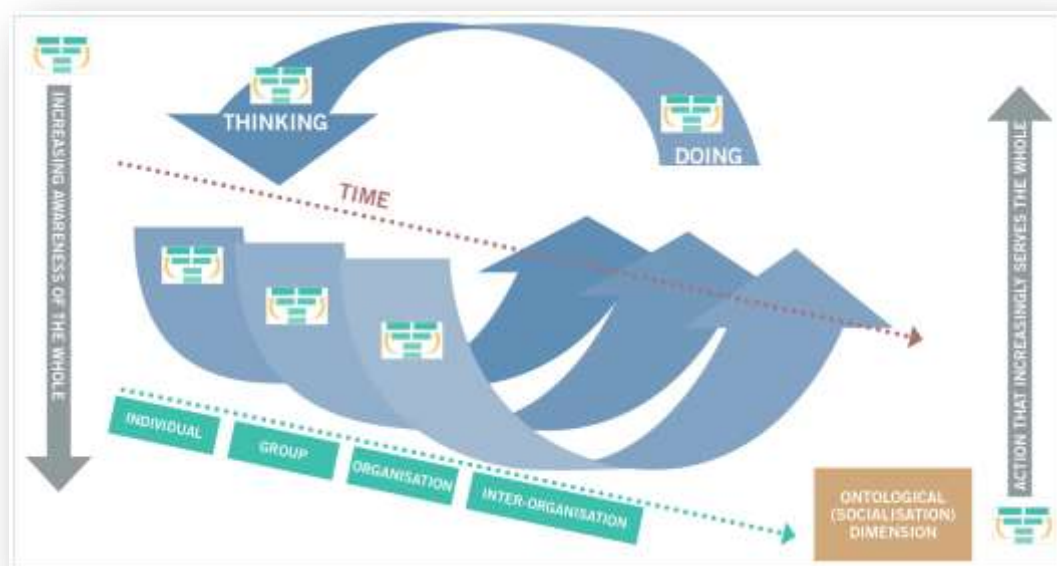 INCREASING AWARENESS OF THE WHOLE
THINKING
DOING
TIME
INDIVIDUAL
GROUP
ORGANISATION
INTER-ORGANISATION
ONTOLOGICAL
(SOCIALISATION)
DIMENSION
ACTION THAT INCREASINGLY SERVES THE WHOLE